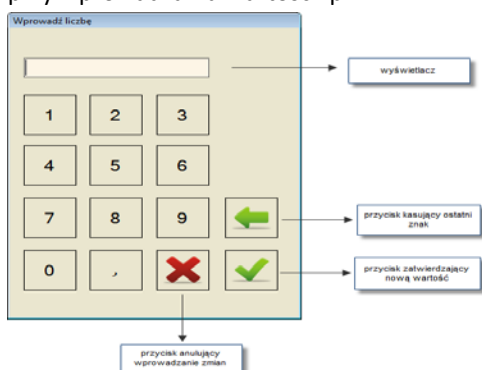 Wprowadź liczbę
wyświetlacz
1 2 3
4 5 6
7 8 9
przycisk kasujący ostatni
znak
0 ,
przycisk zatwierdzający
nową wartość
przycisk anulujący
wprowadzanie zmian